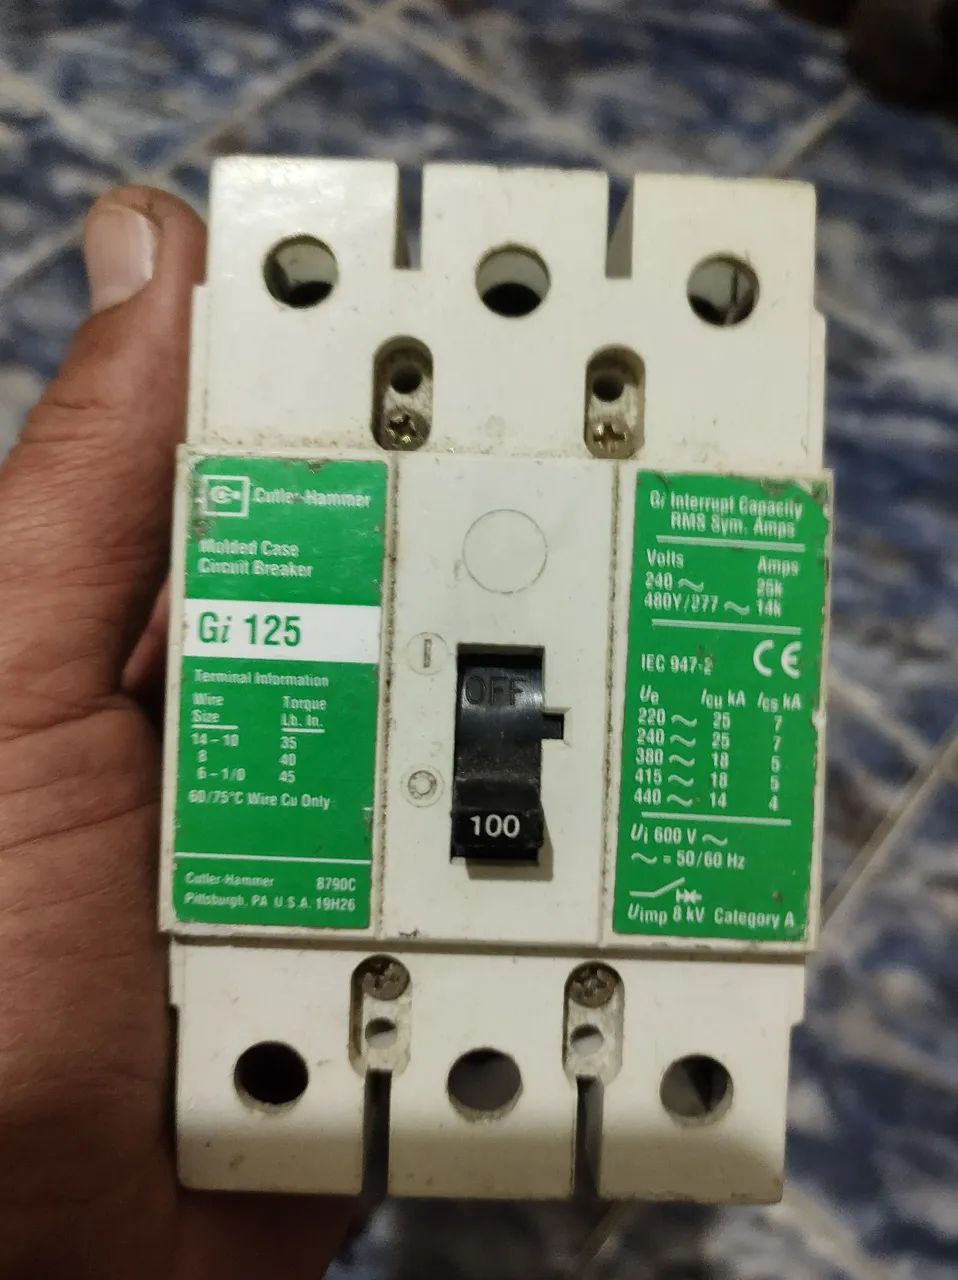 Cutler-Hammer
Molded Case
Circuit Breaker
Gi 125
Terminal Information
Wire Size Torque Lb. In.
14 - 10 35
8 40
6 - 1/0 45
60/75°C Wire Cu Only
Cutler-Hammer 8790C
Pittsburgh, PA U.S.A. 19H26
I
OFF
O
100
Gi Interrupt Capacity
RMS Sym. Amps
Volts Amps
240 ~ 25k
480Y/277 ~ 14k
IEC 947-2 CE
Ue Icu kA Ics kA
220 ~ 25 7
240 ~ 25 7
380 ~ 18 5
415 ~ 18 5
440 ~ 14 4
Ui 600 V ~
~ = 50/60 Hz
Uimp 8 kV Category A